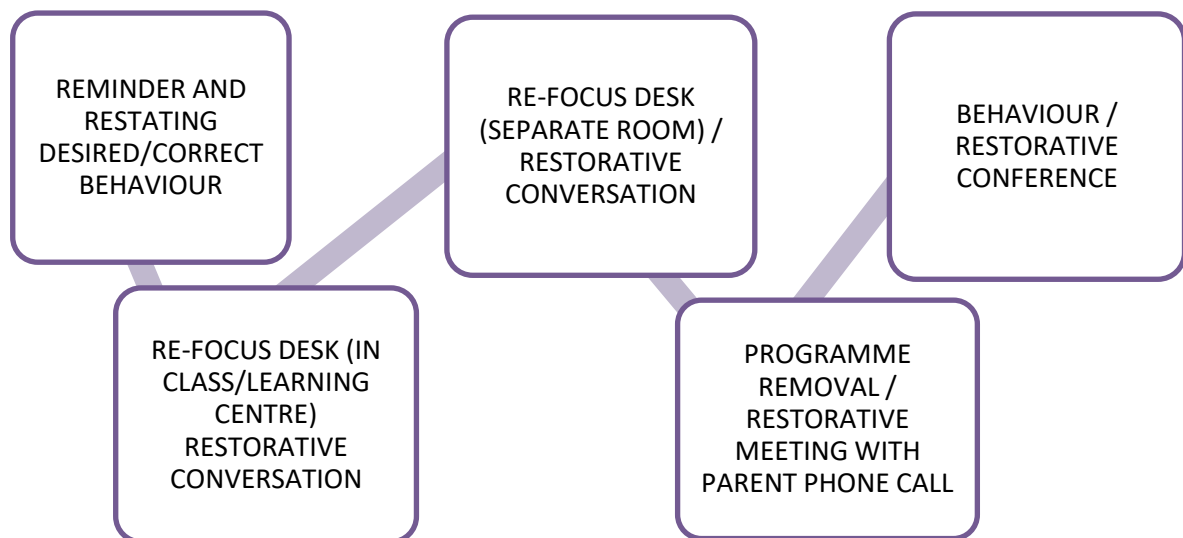 REMINDER AND
RESTATING
DESIRED/CORRECT
BEHAVIOUR
RE-FOCUS DESK (IN
CLASS/LEARNING
CENTRE)
RESTORATIVE
CONVERSATION
RE-FOCUS DESK
(SEPARATE ROOM) /
RESTORATIVE
CONVERSATION
PROGRAMME
REMOVAL /
RESTORATIVE
MEETING WITH
PARENT PHONE CALL
BEHAVIOUR /
RESTORATIVE
CONFERENCE